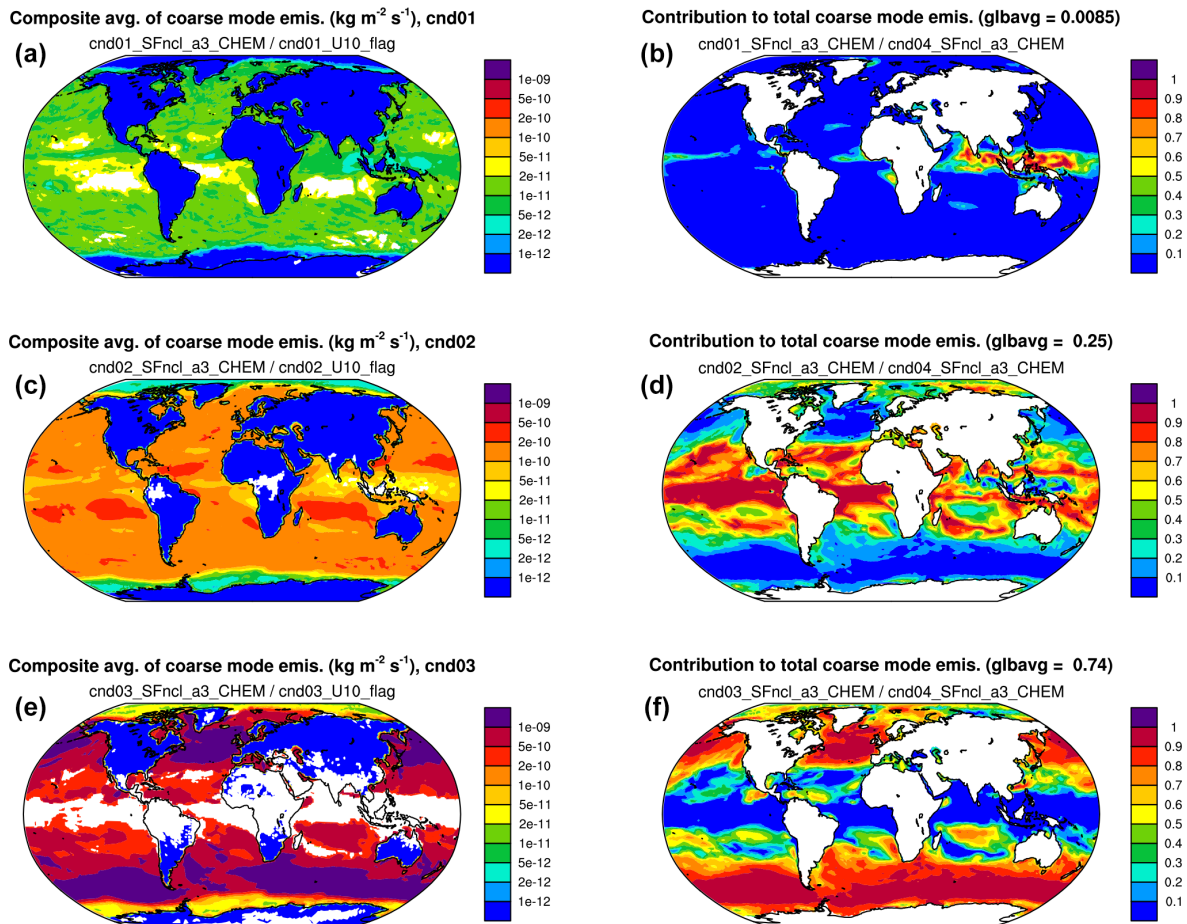 Composite avg. of coarse mode emis. (kg m⁻² s⁻¹), cnd01
(a)
cnd01_SFncl_a3_CHEM / cnd01_U10_flag
1e-09
5e-10
2e-10
1e-10
5e-11
2e-11
1e-11
5e-12
2e-12
1e-12
Contribution to total coarse mode emis. (glbavg = 0.0085)
(b)
cnd01_SFncl_a3_CHEM / cnd04_SFncl_a3_CHEM
1
0.9
0.8
0.7
0.6
0.5
0.4
0.3
0.2
0.1
Composite avg. of coarse mode emis. (kg m⁻² s⁻¹), cnd02
(c)
cnd02_SFncl_a3_CHEM / cnd02_U10_flag
1e-09
5e-10
2e-10
1e-10
5e-11
2e-11
1e-11
5e-12
2e-12
1e-12
Contribution to total coarse mode emis. (glbavg = 0.25)
(d)
cnd02_SFncl_a3_CHEM / cnd04_SFncl_a3_CHEM
1
0.9
0.8
0.7
0.6
0.5
0.4
0.3
0.2
0.1
Composite avg. of coarse mode emis. (kg m⁻² s⁻¹), cnd03
(e)
cnd03_SFncl_a3_CHEM / cnd03_U10_flag
1e-09
5e-10
2e-10
1e-10
5e-11
2e-11
1e-11
5e-12
2e-12
1e-12
Contribution to total coarse mode emis. (glbavg = 0.74)
(f)
cnd03_SFncl_a3_CHEM / cnd04_SFncl_a3_CHEM
1
0.9
0.8
0.7
0.6
0.5
0.4
0.3
0.2
0.1